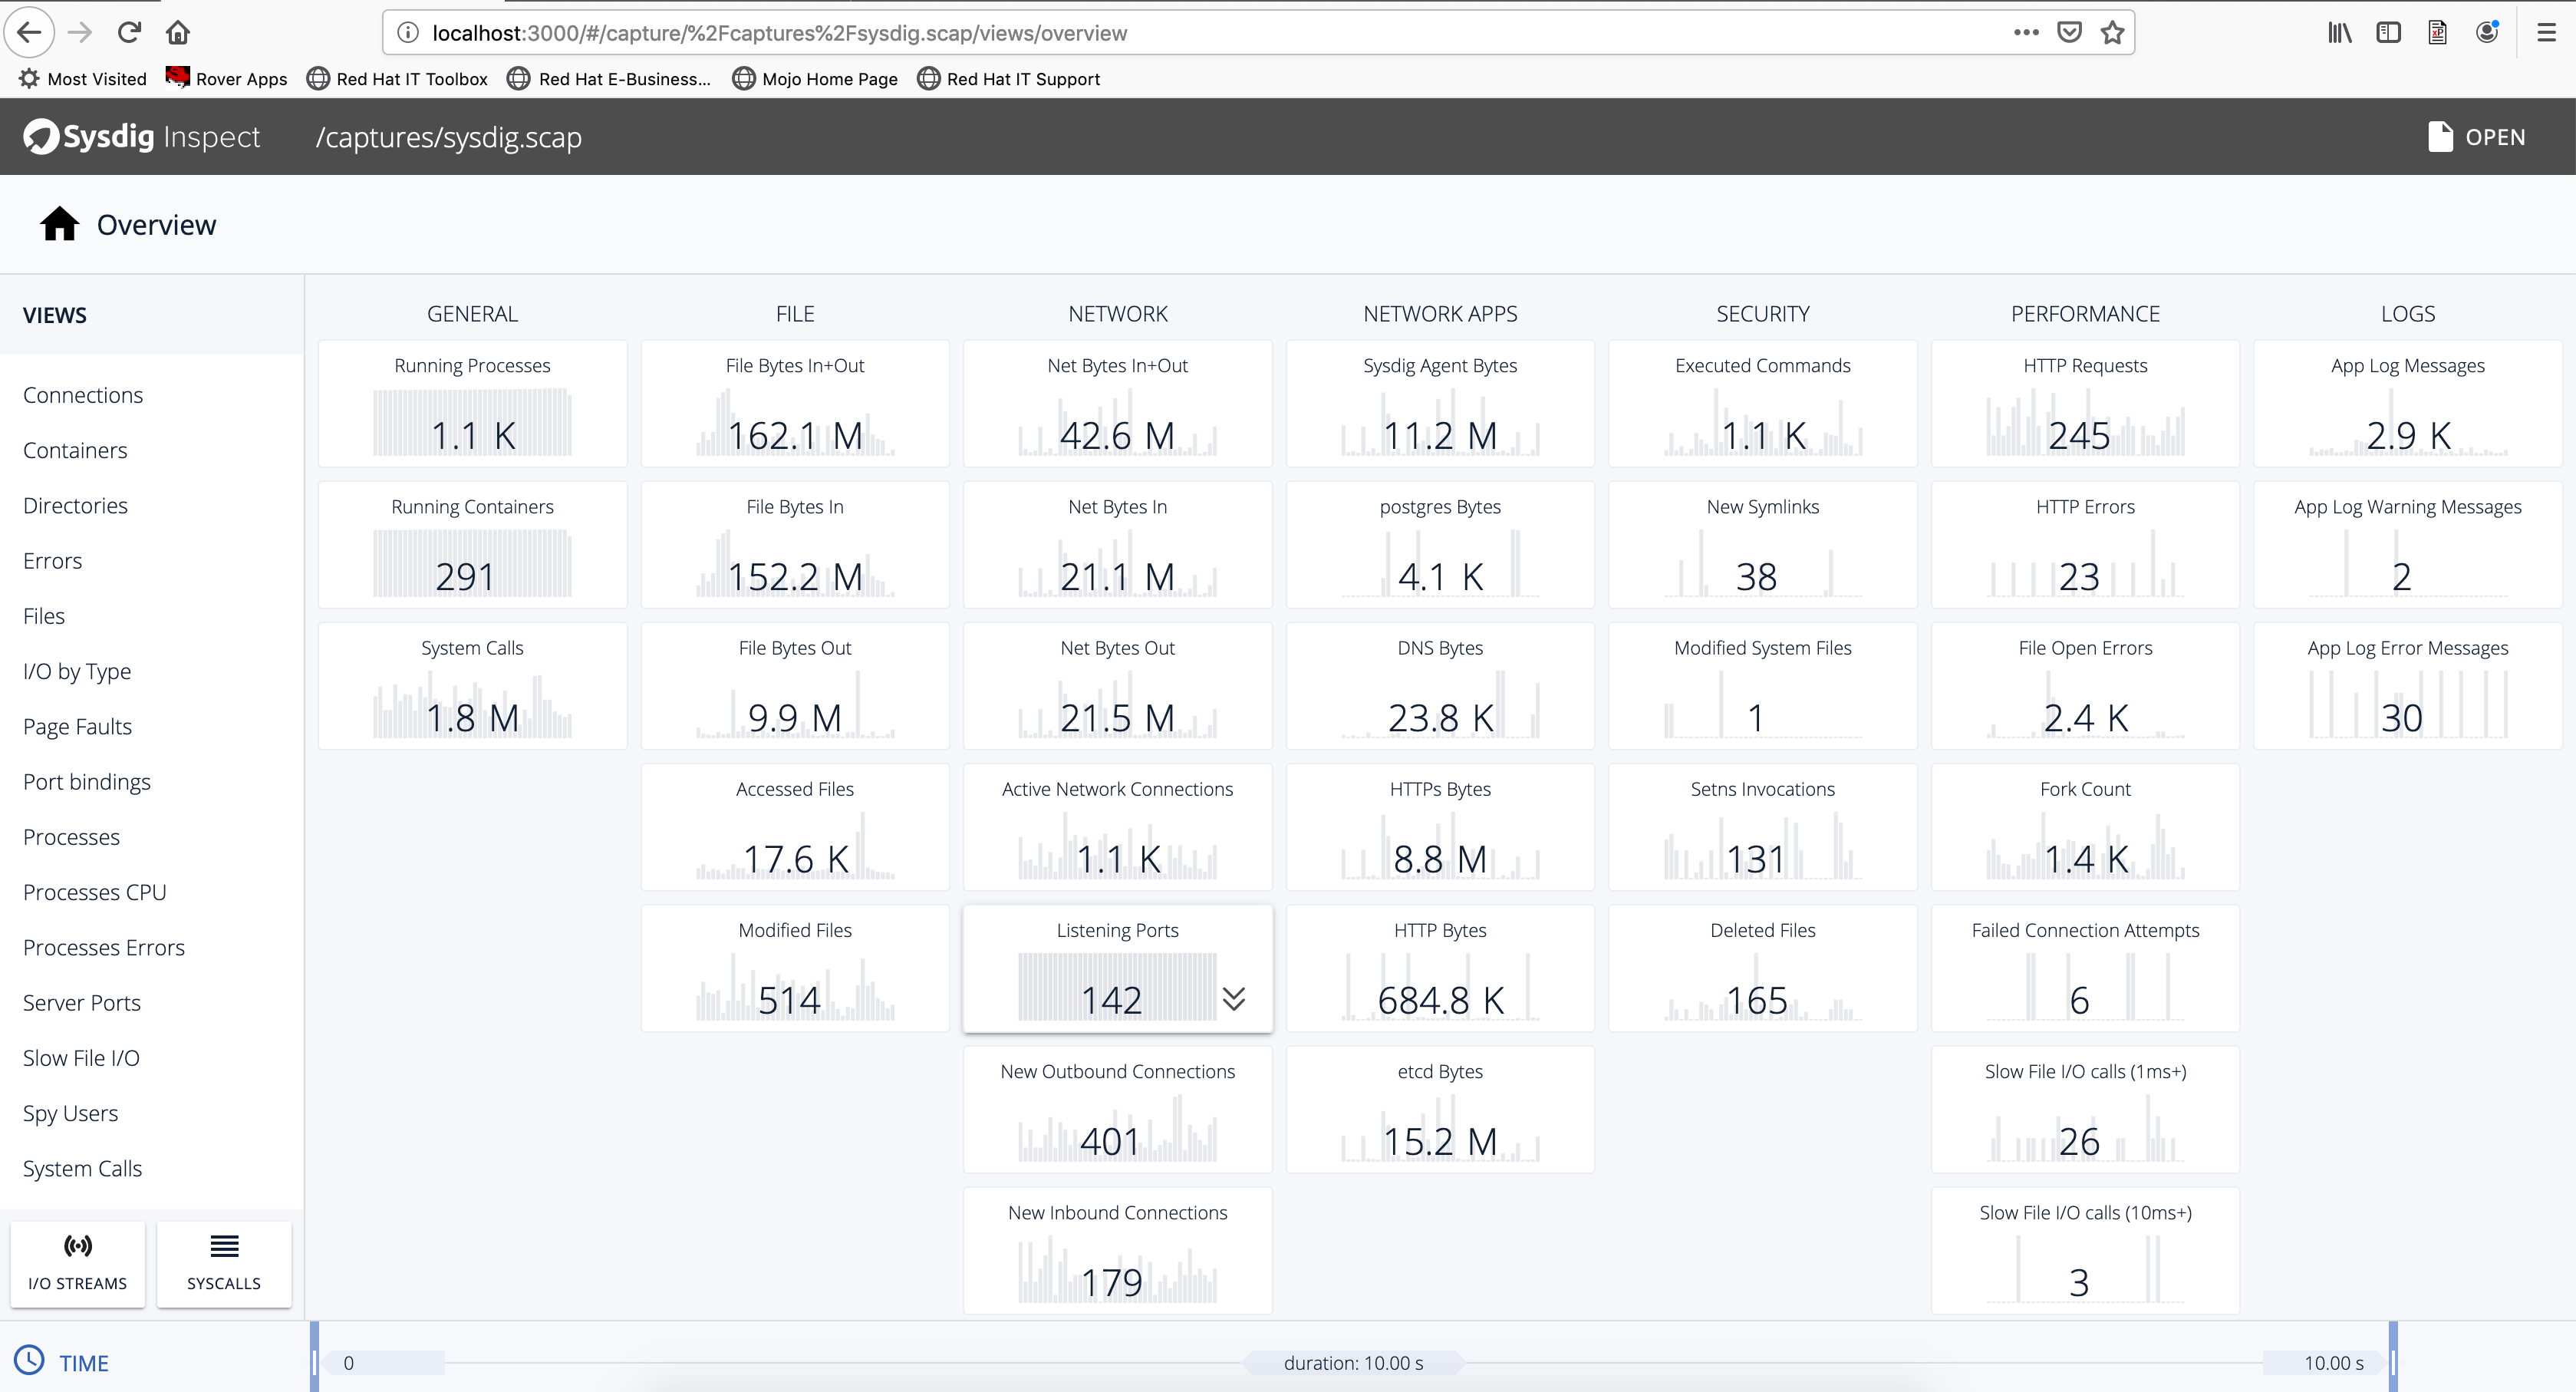 localhost:3000/#/capture/%2Fcaptures%2Fsysdig.scap/views/overview
Most Visited
Rover Apps
Red Hat IT Toolbox
Red Hat E-Business...
Mojo Home Page
Red Hat IT Support
Sysdig Inspect
/captures/sysdig.scap
OPEN
Overview
VIEWS
Connections
Containers
Directories
Errors
Files
I/O by Type
Page Faults
Port bindings
Processes
Processes CPU
Processes Errors
Server Ports
Slow File I/O
Spy Users
System Calls
I/O STREAMS
SYSCALLS
GENERAL
Running Processes
1.1 K
Running Containers
291
System Calls
1.8 M
FILE
File Bytes In+Out
162.1 M
File Bytes In
152.2 M
File Bytes Out
9.9 M
Accessed Files
17.6 K
Modified Files
514
NETWORK
Net Bytes In+Out
42.6 M
Net Bytes In
21.1 M
Net Bytes Out
21.5 M
Active Network Connections
1.1 K
Listening Ports
142
New Outbound Connections
401
New Inbound Connections
179
NETWORK APPS
Sysdig Agent Bytes
11.2 M
postgres Bytes
4.1 K
DNS Bytes
23.8 K
HTTPs Bytes
8.8 M
HTTP Bytes
684.8 K
etcd Bytes
15.2 M
SECURITY
Executed Commands
1.1 K
New Symlinks
38
Modified System Files
1
Setns Invocations
131
Deleted Files
165
PERFORMANCE
HTTP Requests
245
HTTP Errors
23
File Open Errors
2.4 K
Fork Count
1.4 K
Failed Connection Attempts
6
Slow File I/O calls (1ms+)
26
Slow File I/O calls (10ms+)
3
LOGS
App Log Messages
2.9 K
App Log Warning Messages
2
App Log Error Messages
30
TIME
0
duration: 10.00 s
10.00 s